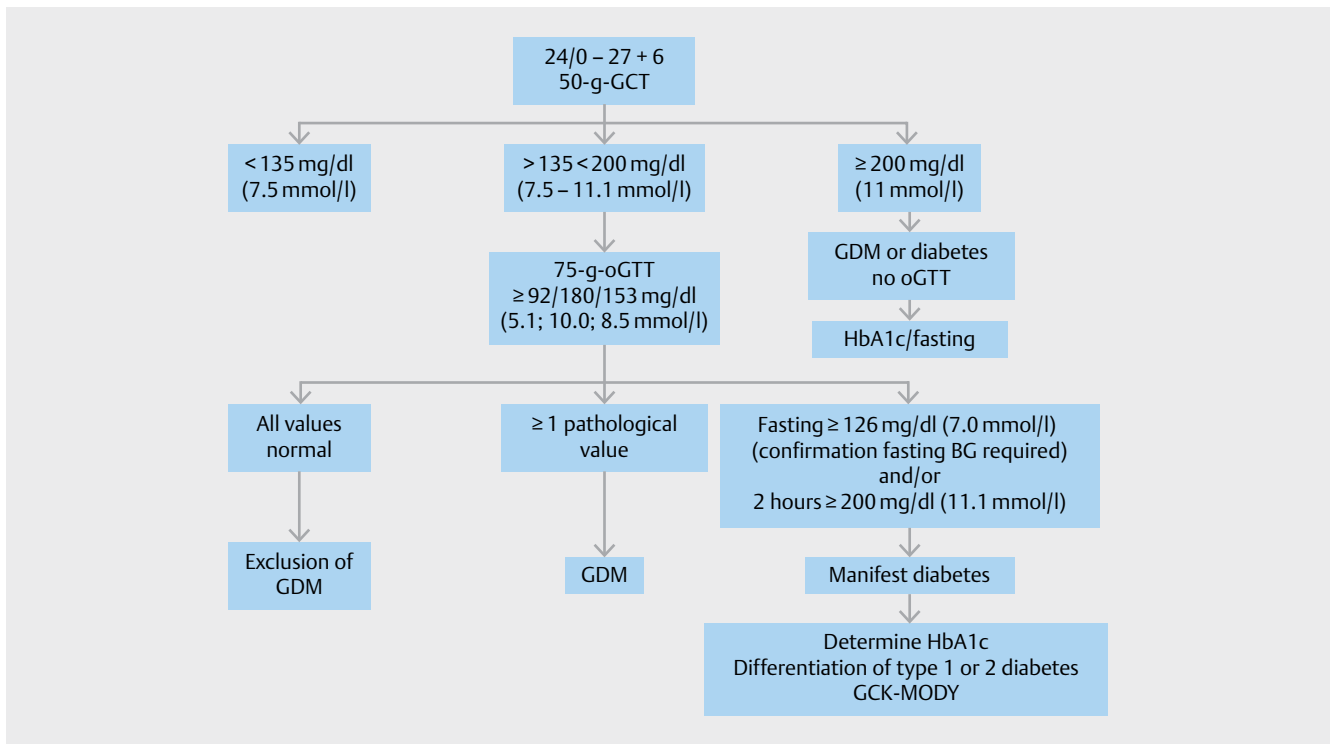 24/0 – 27 + 6
50-g-GCT
< 135 mg/dl
(7.5 mmol/l)
> 135 < 200 mg/dl
(7.5 – 11.1 mmol/l)
≥ 200 mg/dl
(11 mmol/l)
GDM or diabetes
no oGTT
75-g-oGTT
≥ 92/180/153 mg/dl
(5.1; 10.0; 8.5 mmol/l)
HbA1c/fasting
All values
normal
≥ 1 pathological
value
Fasting ≥ 126 mg/dl (7.0 mmol/l)
(confirmation fasting BG required)
and/or
2 hours ≥ 200 mg/dl (11.1 mmol/l)
Exclusion of
GDM
GDM
Manifest diabetes
Determine HbA1c
Differentiation of type 1 or 2 diabetes
GCK-MODY